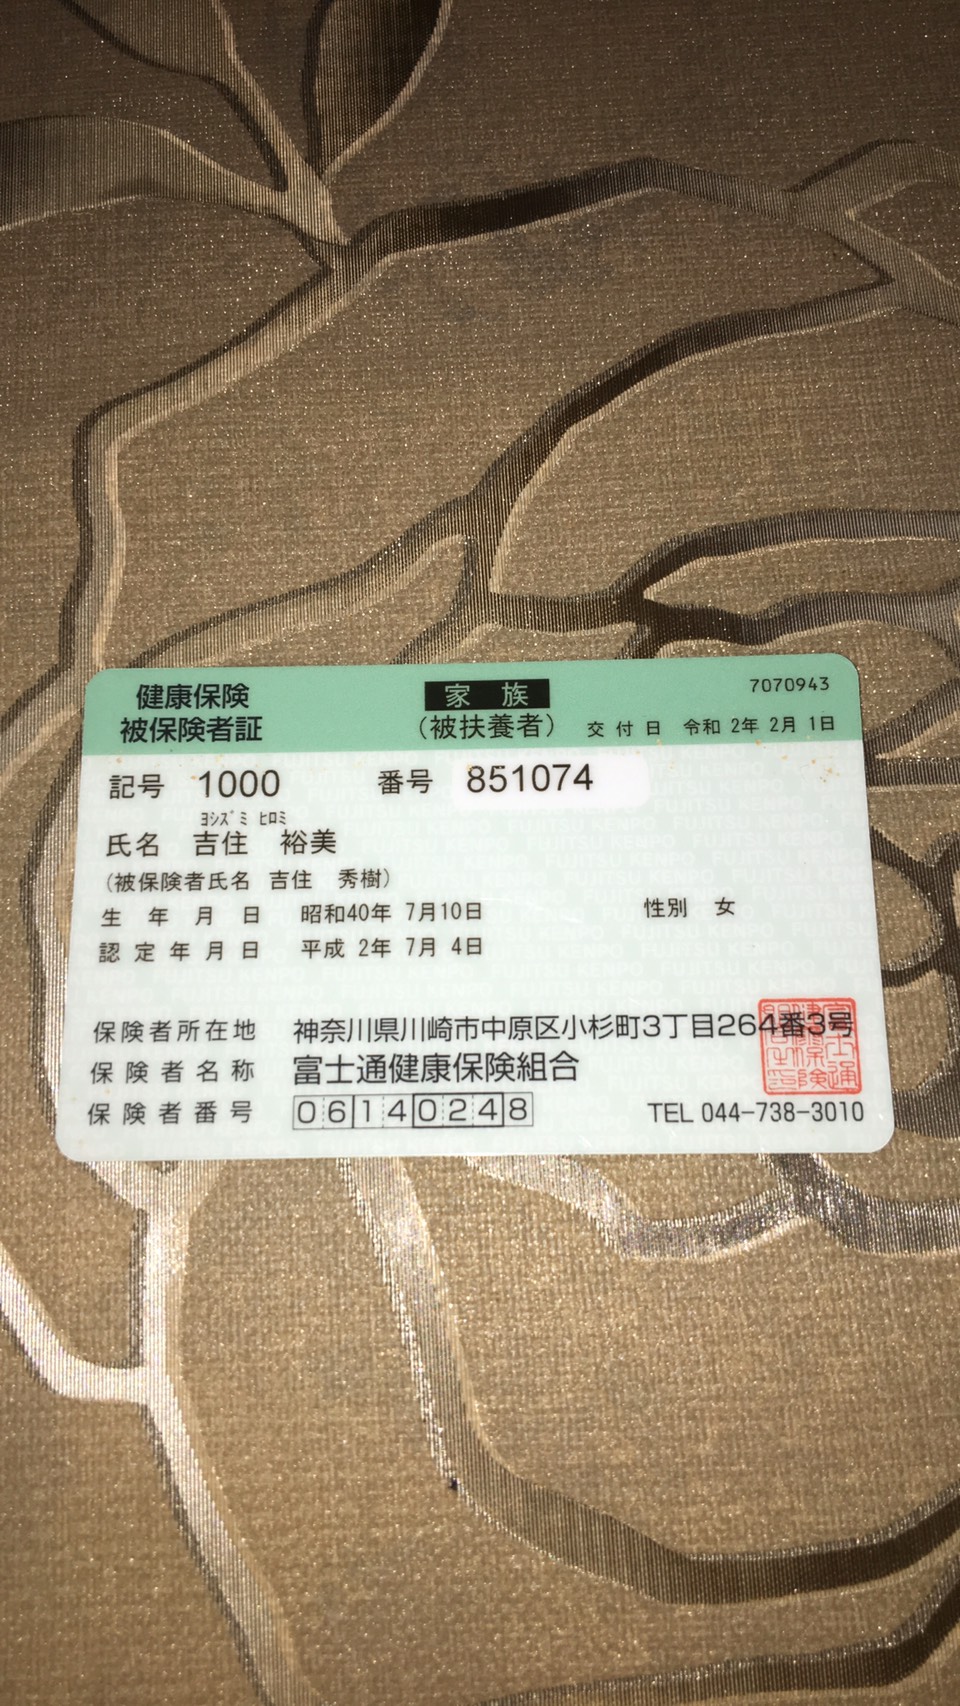 健康保険 家族 7070943
被保険者証 (被扶養者) 交付日 令和 2年 2月 1日
記号 1000 番号 851074
ﾖｼｽﾞﾐ ﾋﾛﾐ
氏名 吉住 裕美
(被保険者氏名 吉住 秀樹)
生年月日 昭和40年 7月10日 性別 女
認定年月日 平成 2年 7月 4日
保険者所在地 神奈川県川崎市中原区小杉町3丁目264番3号
保険者名称 富士通健康保険組合
保険者番号 06140248 TEL 044-738-3010
FUJITSU KENPO